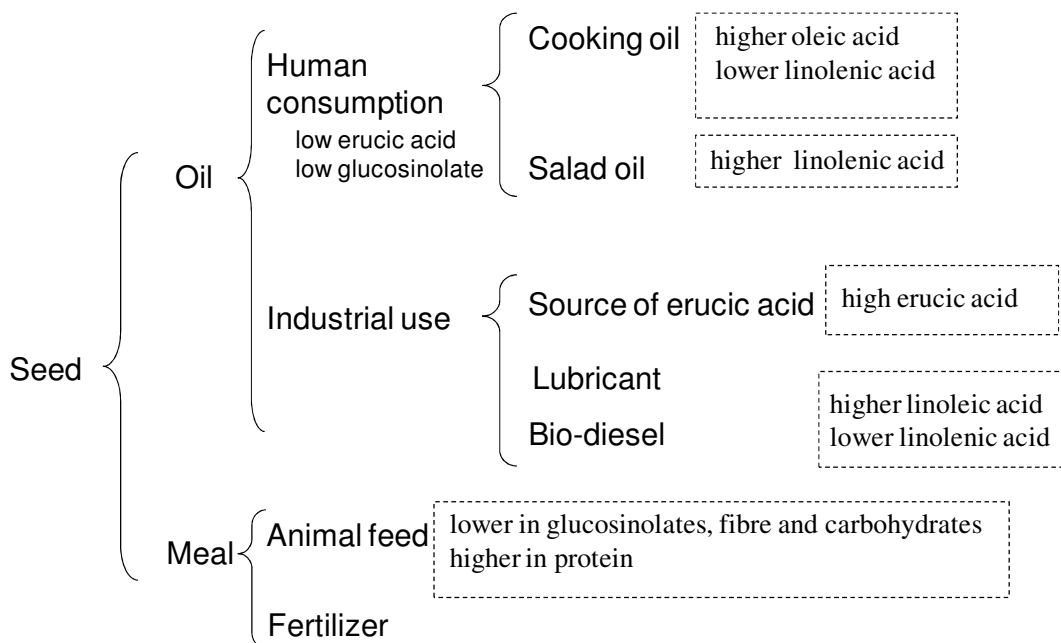 Seed
Oil
Human
consumption
low erucic acid
low glucosinolate
Cooking oil
higher oleic acid
lower linolenic acid
Salad oil
higher linolenic acid
Industrial use
Source of erucic acid
high erucic acid
Lubricant
Bio-diesel
higher linoleic acid
lower linolenic acid
Meal
Animal feed
lower in glucosinolates, fibre and carbohydrates
higher in protein
Fertilizer